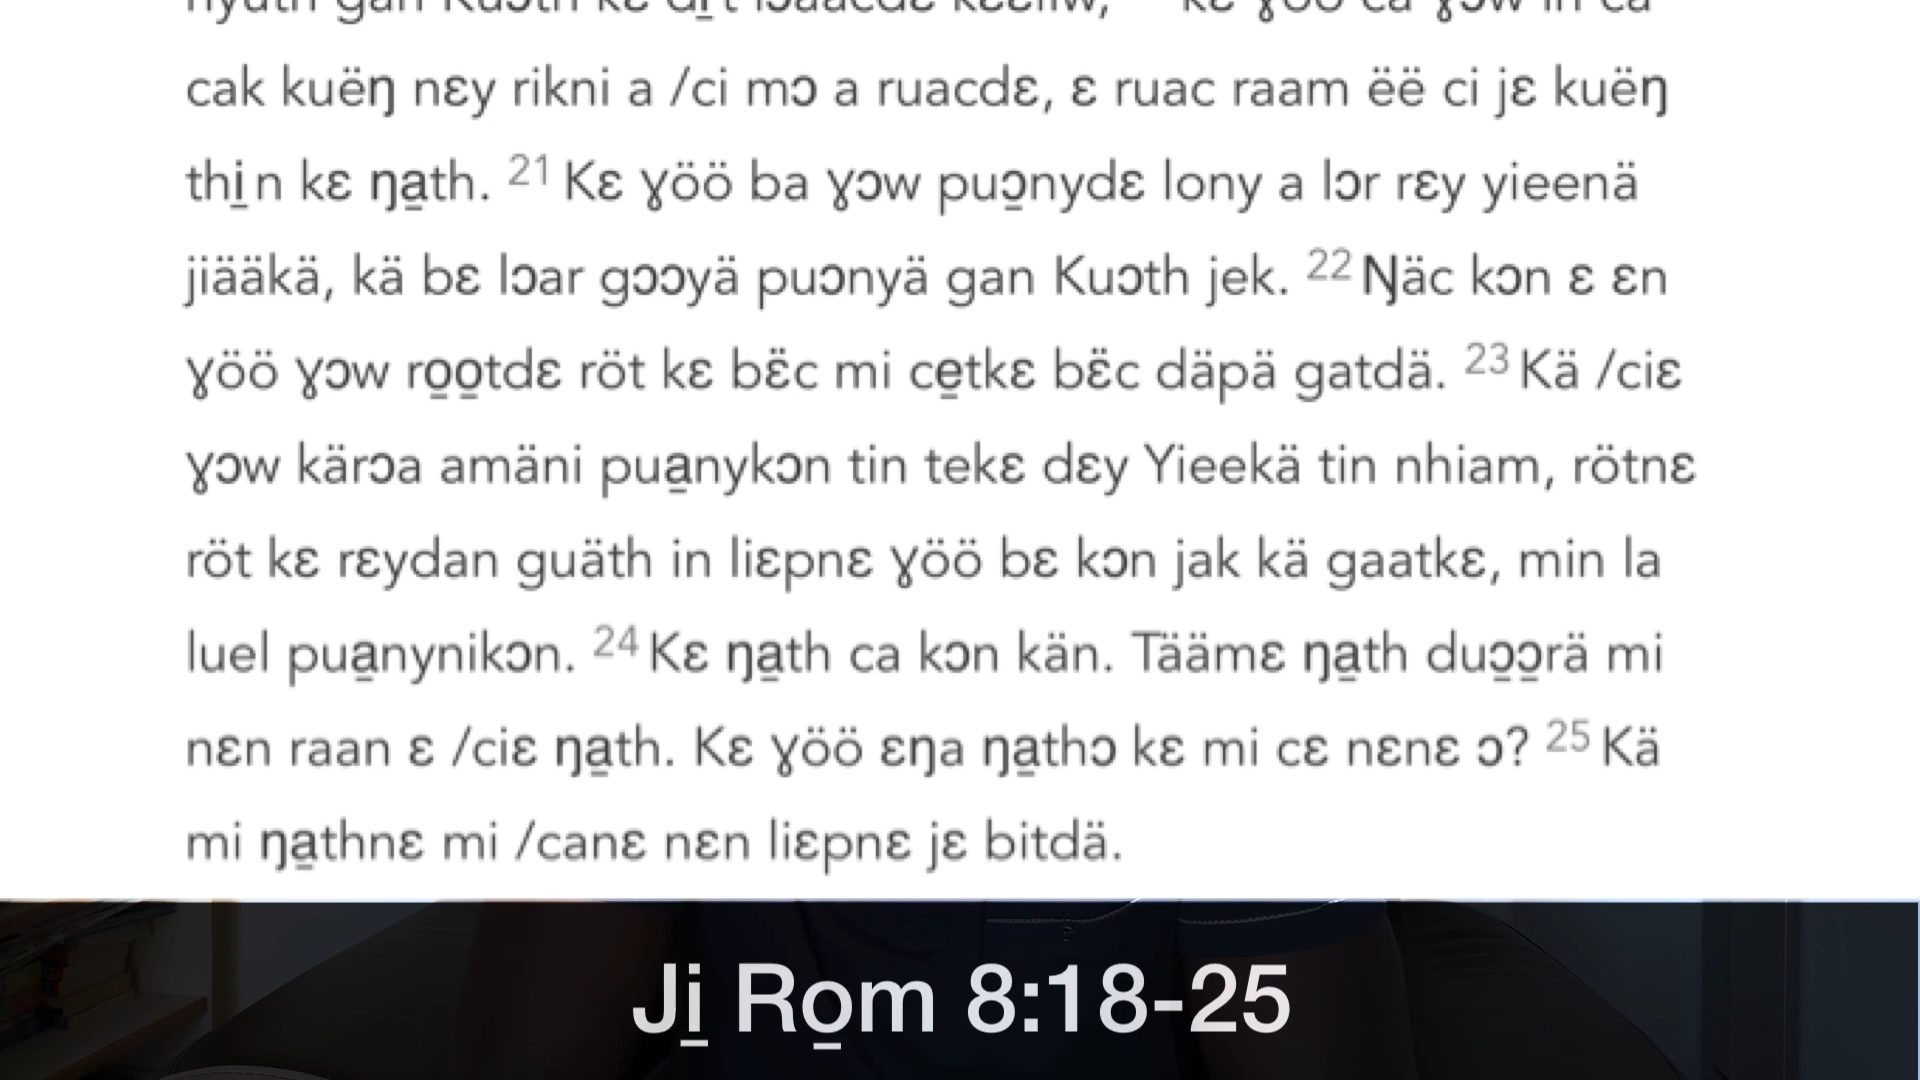 cak kuëŋ nɛy rikni a /ci mɔ a ruacdɛ, ɛ ruac raam ëë ci jɛ kuëŋ
thi̱n kɛ ŋa̱th. 21 Kɛ ɣöö ba ɣɔw puɔ̱nydɛ lony a lɔr rɛy yieenä
jiääkä, kä bɛ lɔar gɔɔyä puɔnyä gan Kuɔth jek. 22 Ŋäc kɔn ɛ ɛn
ɣöö ɣɔw ro̱o̱tdɛ röt kɛ bɛ̈c mi ce̱tkɛ bɛ̈c däpä gatdä. 23 Kä /ciɛ
ɣɔw kärɔa amäni pua̱nykɔn tin tekɛ dɛy Yieekä tin nhiam, rötnɛ
röt kɛ rɛydan guäth in liɛpnɛ ɣöö bɛ kɔn jak kä gaatkɛ, min la
luel pua̱nynikɔn. 24 Kɛ ŋa̱th ca kɔn kän. Täämɛ ŋa̱th duɔ̱ɔ̱rä mi
nɛn raan ɛ /ciɛ ŋa̱th. Kɛ ɣöö ɛŋa ŋa̱thɔ kɛ mi cɛ nɛnɛ ɔ? 25 Kä
mi ŋa̱thnɛ mi /canɛ nɛn liɛpnɛ jɛ bitdä.
Ji̱ Ro̱m 8:18-25